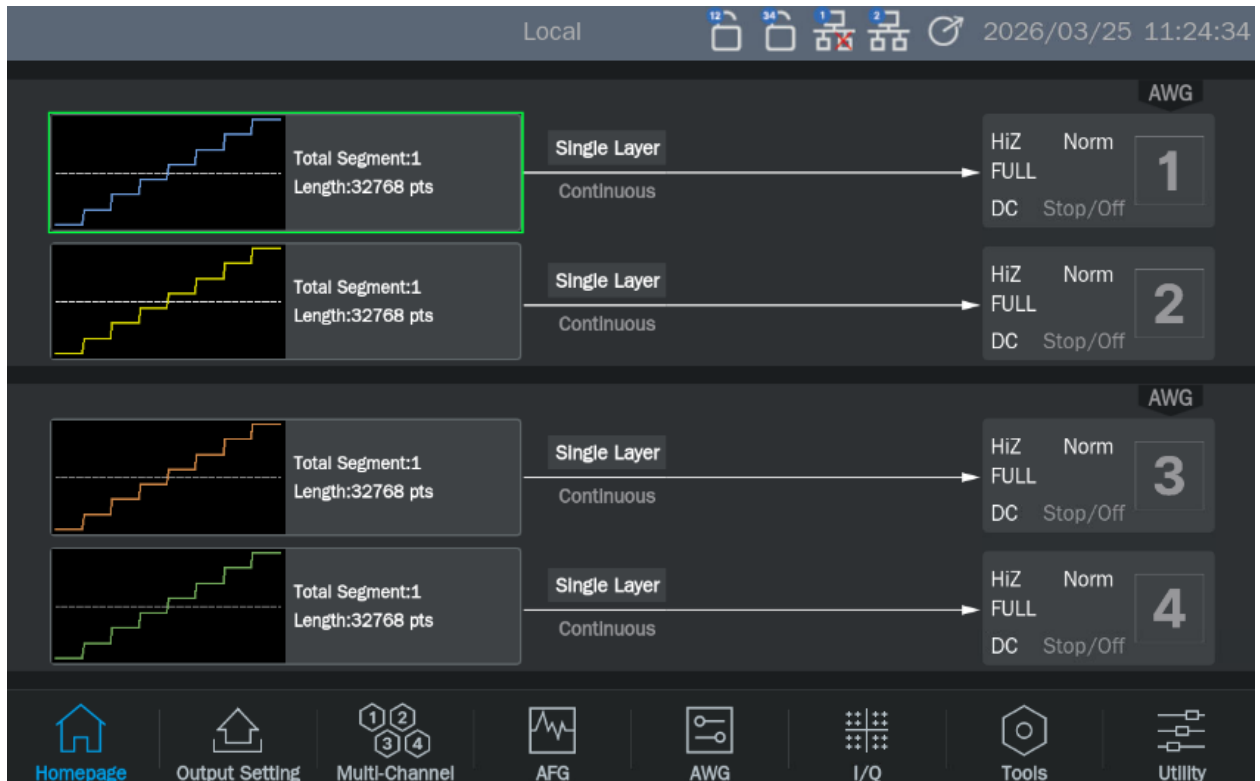 Local 12 34 1 2 2026/03/25 11:24:34
AWG
Total Segment:1
Length:32768 pts
Single Layer
Continuous
HiZ Norm
FULL
DC Stop/Off
1
Total Segment:1
Length:32768 pts
Single Layer
Continuous
HiZ Norm
FULL
DC Stop/Off
2
AWG
Total Segment:1
Length:32768 pts
Single Layer
Continuous
HiZ Norm
FULL
DC Stop/Off
3
Total Segment:1
Length:32768 pts
Single Layer
Continuous
HiZ Norm
FULL
DC Stop/Off
4
1 2
3 4
Homepage Output Setting Multi-Channel AFG AWG I/Q Tools Utility